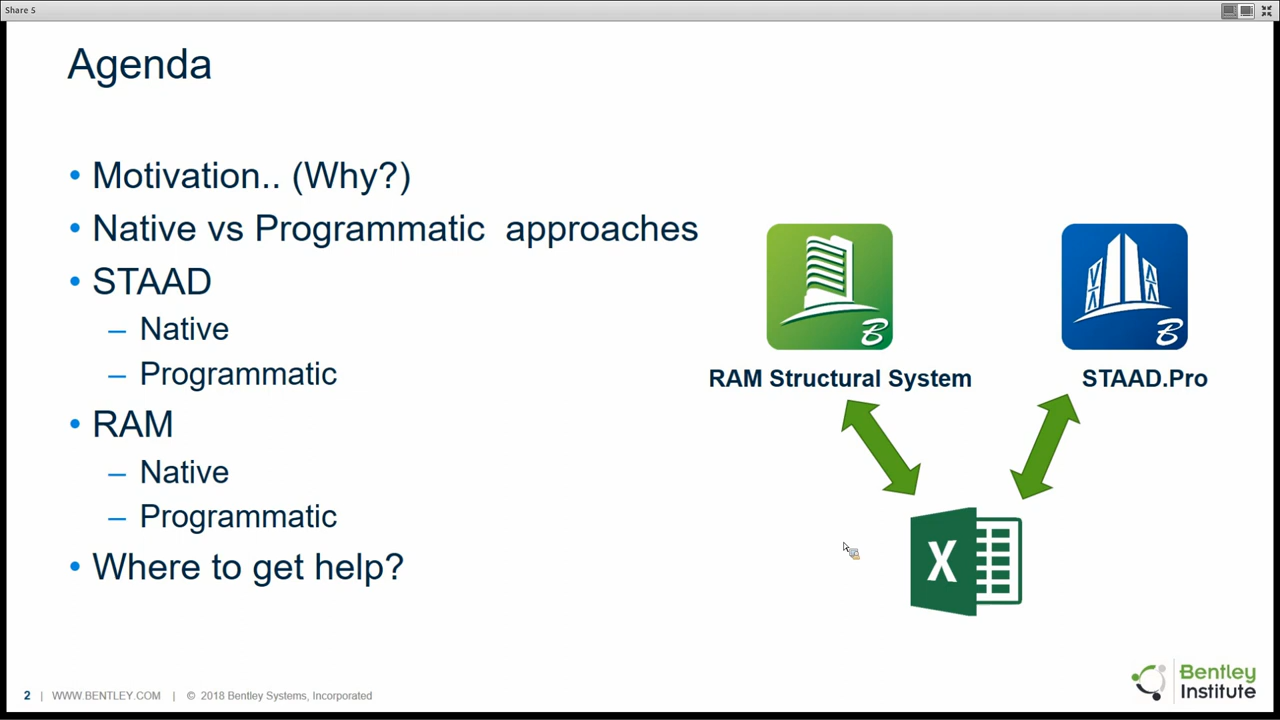 Share 5
Agenda
• Motivation.. (Why?)
• Native vs Programmatic approaches
• STAAD
– Native
– Programmatic
• RAM
– Native
– Programmatic
• Where to get help?
B
B
RAM Structural System
STAAD.Pro
X
2 | WWW.BENTLEY.COM | © 2018 Bentley Systems, Incorporated
Bentley
Institute